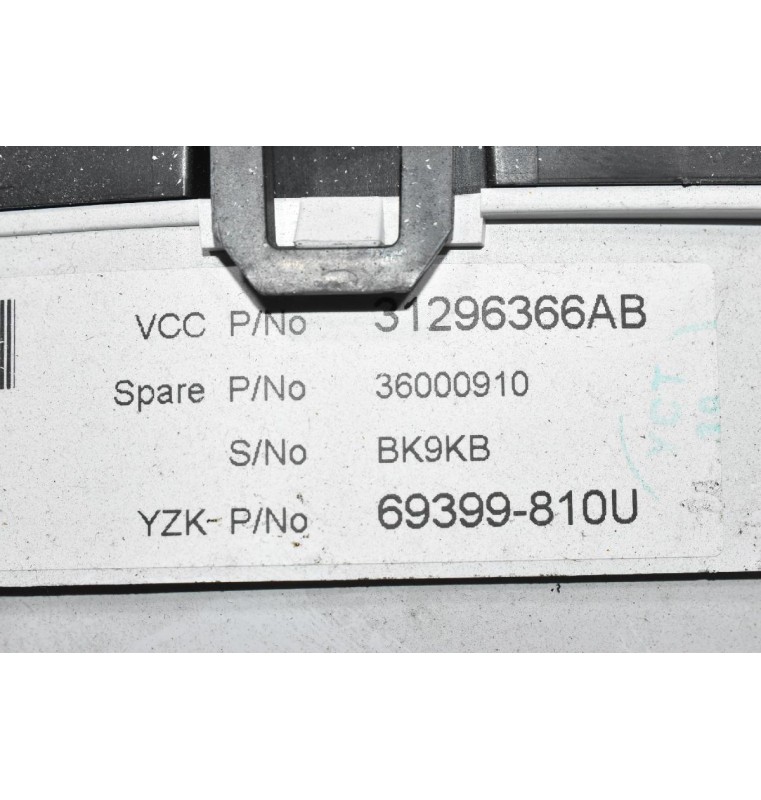 VCC P/No 31296366AB
Spare P/No 36000910
S/No BK9KB
YZK P/No 69399-810U